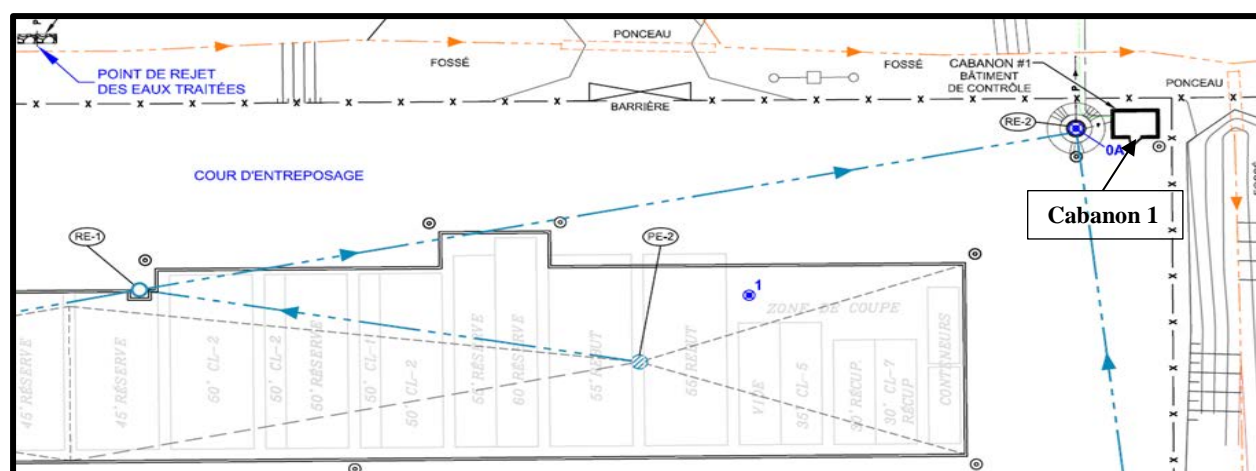 P
POINT DE REJET
DES EAUX TRAITÉES
FOSSÉ
PONCEAU
BARRIÈRE
FOSSÉ
CABANON #1
BÂTIMENT
DE CONTRÔLE
P
PONCEAU
RE-2
0A
FOSSÉ
COUR D'ENTREPOSAGE
Cabanon 1
RE-1
PE-2
1
ZONE DE COUPE
45' RÉSERVE
45' RÉSERVE
50' CL-2
50' CL-2
50' RÉSERVE
50' CL-1
50' CL-2
55' RÉSERVE
60' RÉSERVE
55' REBUT
55' REBUT
VIDE
35' CL-5
30' RÉCUP.
30' CL-7
RÉCUP
CONTENEURS